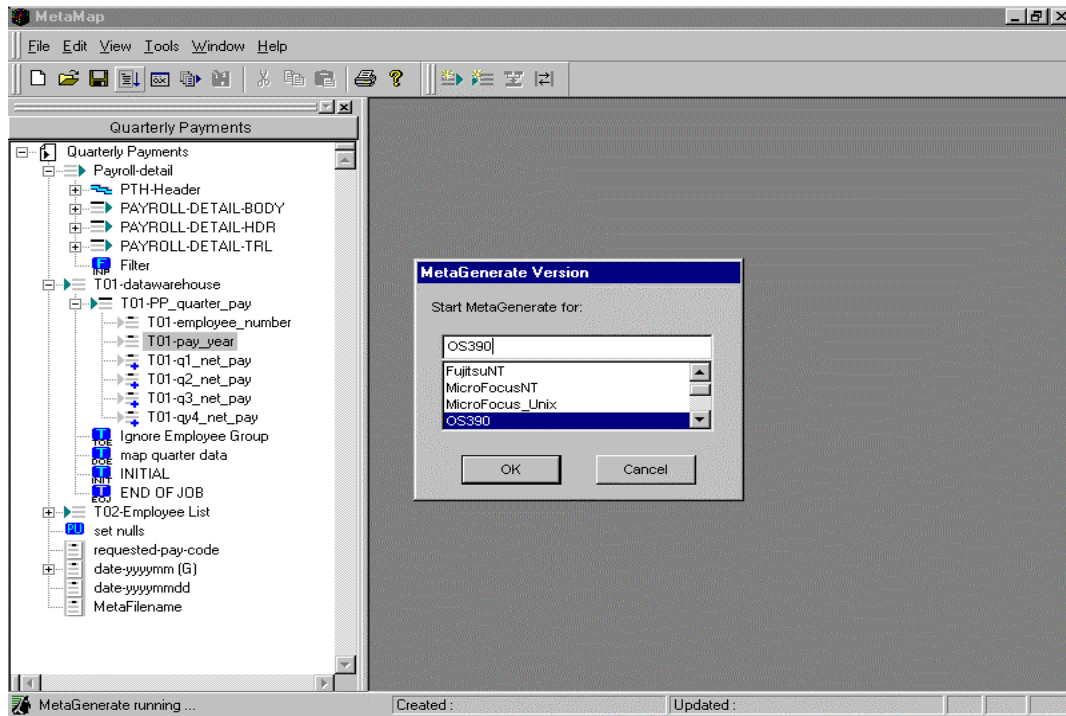 MetaMap
File Edit View Tools Window Help
Quarterly Payments
Quarterly Payments
Payroll-detail
PTH-Header
PAYROLL-DETAIL-BODY
PAYROLL-DETAIL-HDR
PAYROLL-DETAIL-TRL
F INP Filter
T01-datawarehouse
T01-PP_quarter_pay
T01-employee_number
T01-pay_year
T01-q1_net_pay
T01-q2_net_pay
T01-q3_net_pay
T01-qy4_net_pay
T TOE Ignore Employee Group
T DOE map quarter data
T INIT INITIAL
T EOJ END OF JOB
T02-Employee List
PU set nulls
requested-pay-code
date-yyyymm (G)
date-yyyymmdd
MetaFilename
MetaGenerate Version
Start MetaGenerate for:
OS390
FujitsuNT
MicroFocusNT
MicroFocus_Unix
OS390
OK Cancel
MetaGenerate running ... Created : Updated :